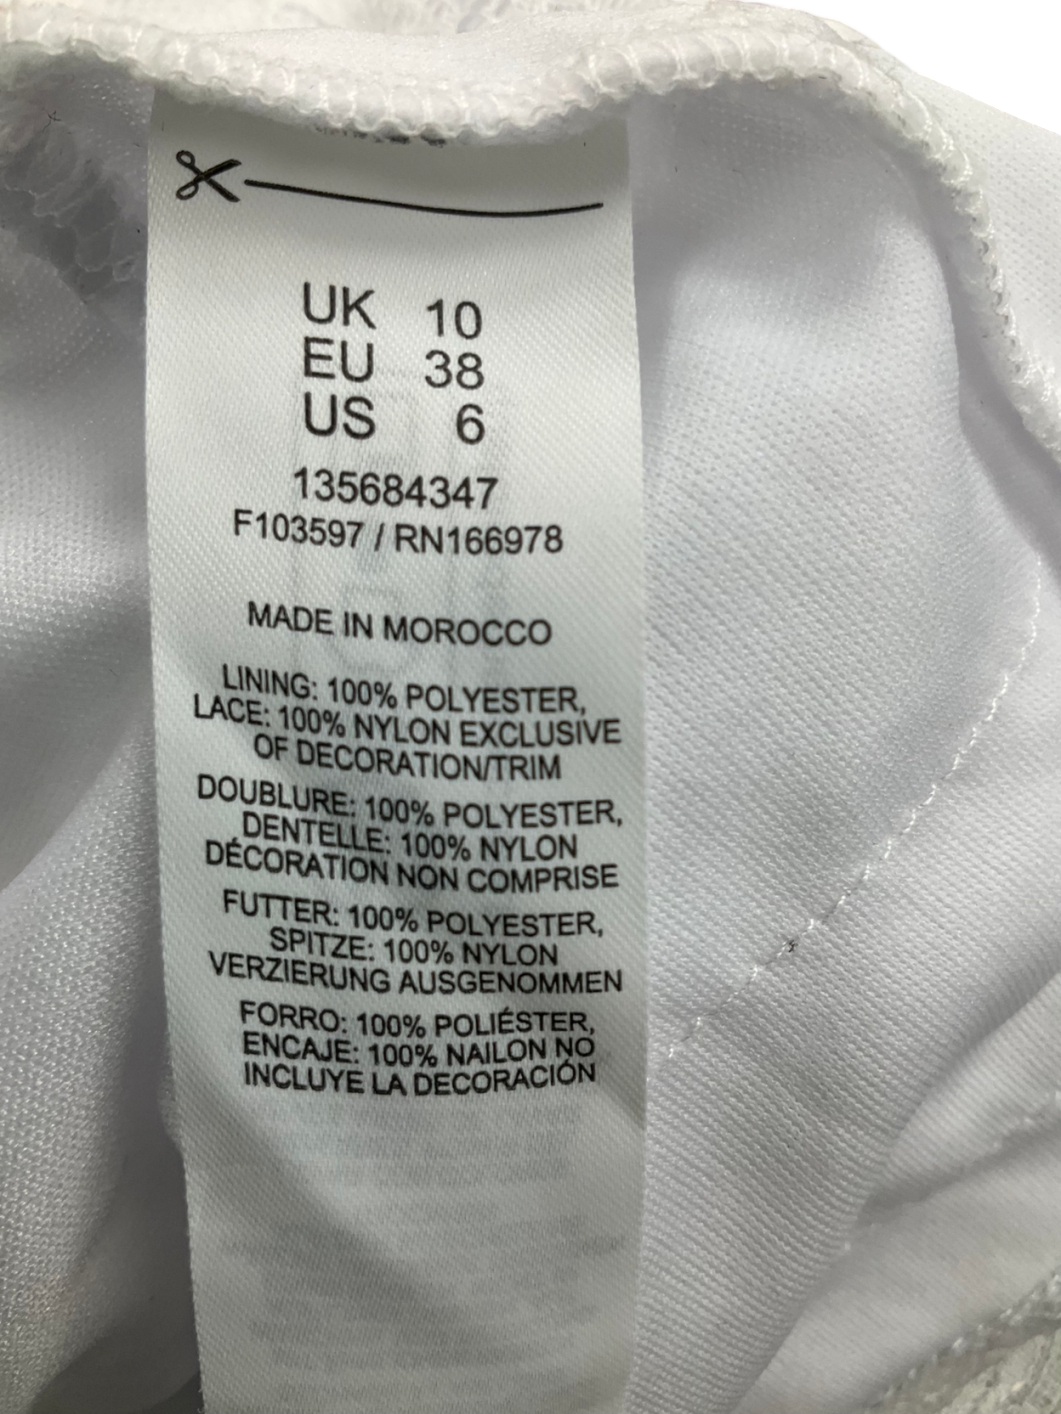 UK 10
EU 38
US 6
135684347
F103597 / RN166978
MADE IN MOROCCO
LINING: 100% POLYESTER,
LACE: 100% NYLON EXCLUSIVE
OF DECORATION/TRIM
DOUBLURE: 100% POLYESTER,
DENTELLE: 100% NYLON
DÉCORATION NON COMPRISE
FUTTER: 100% POLYESTER,
SPITZE: 100% NYLON
VERZIERUNG AUSGENOMMEN
FORRO: 100% POLIÉSTER,
ENCAJE: 100% NAILON NO
INCLUYE LA DECORACIÓN